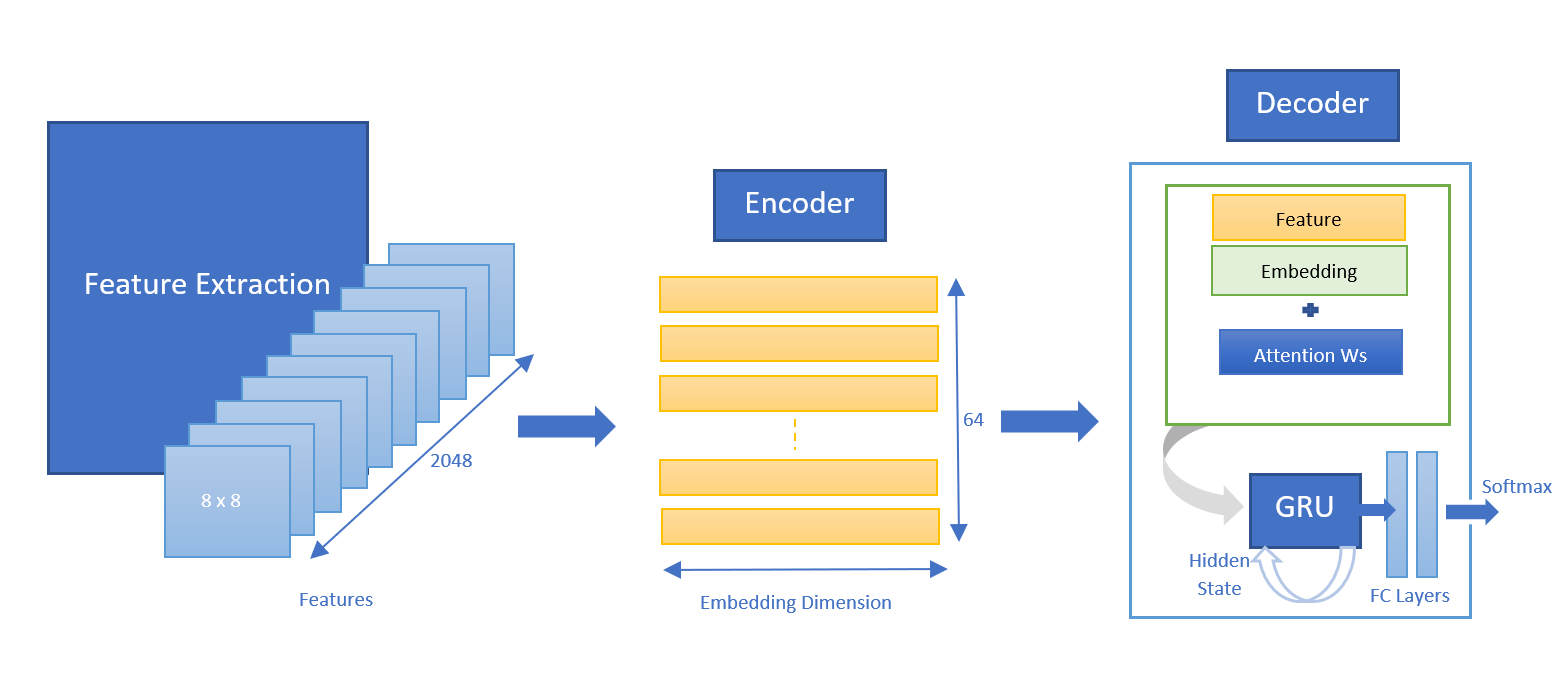 Feature Extraction
8 x 8
2048
Features
Encoder
64
Embedding Dimension
Decoder
Feature
Embedding
Attention Ws
GRU
Hidden
State
FC Layers
Softmax